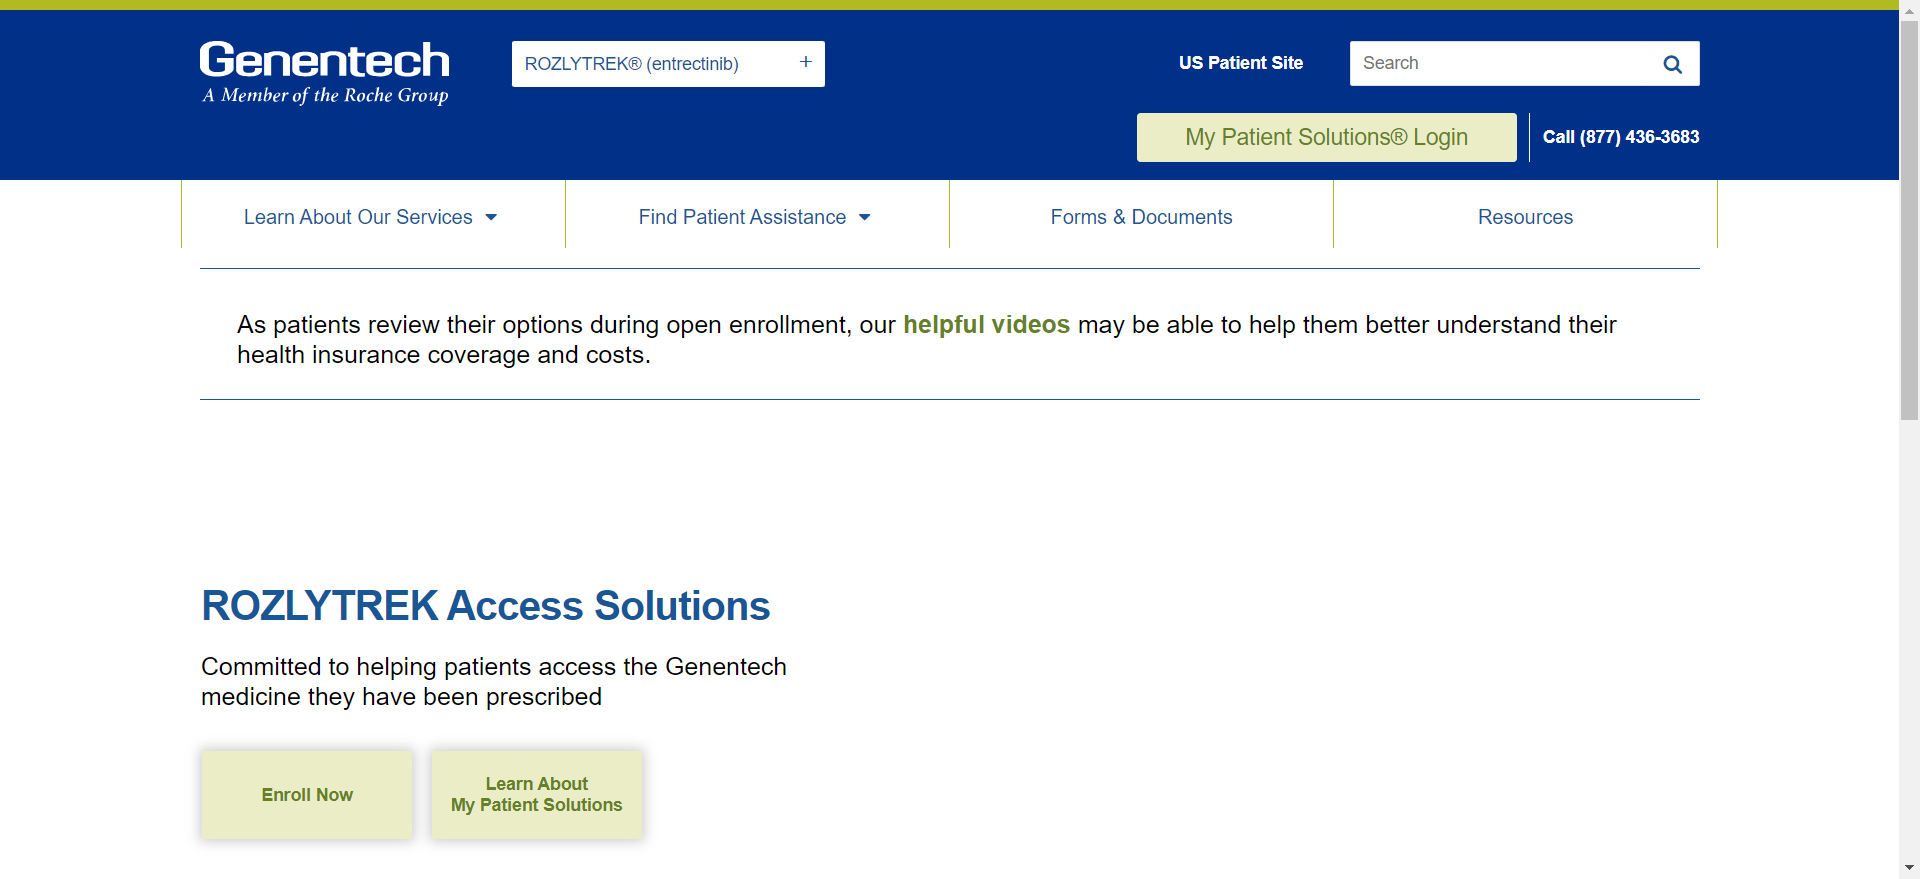 Genentech
A Member of the Roche Group
ROZLYTREK® (entrectinib) +
US Patient Site
Search
My Patient Solutions® Login
Call (877) 436-3683
Learn About Our Services
Find Patient Assistance
Forms & Documents
Resources
As patients review their options during open enrollment, our helpful videos may be able to help them better understand their
health insurance coverage and costs.
ROZLYTREK Access Solutions
Committed to helping patients access the Genentech
medicine they have been prescribed
Enroll Now
Learn About
My Patient Solutions